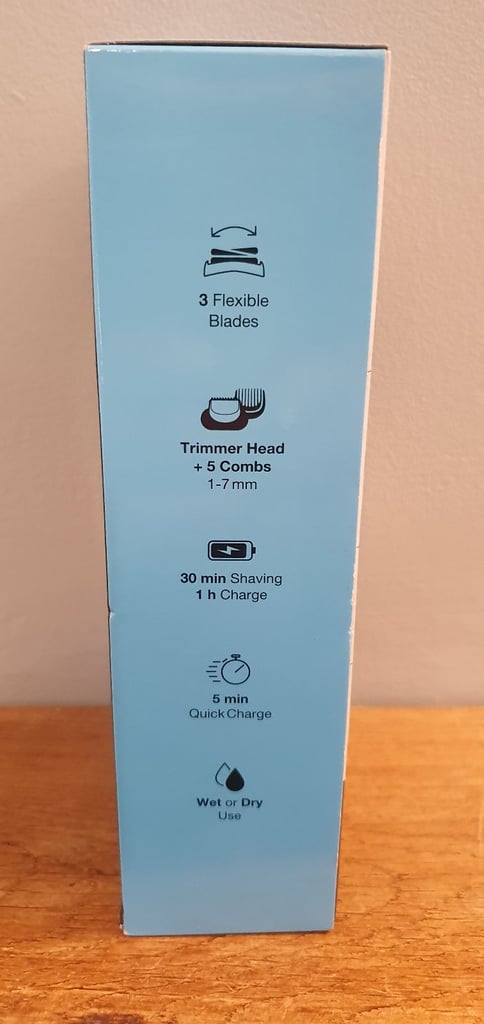 3 Flexible
Blades
Trimmer Head
+ 5 Combs
1-7 mm
30 min Shaving
1 h Charge
5 min
Quick Charge
Wet or Dry
Use